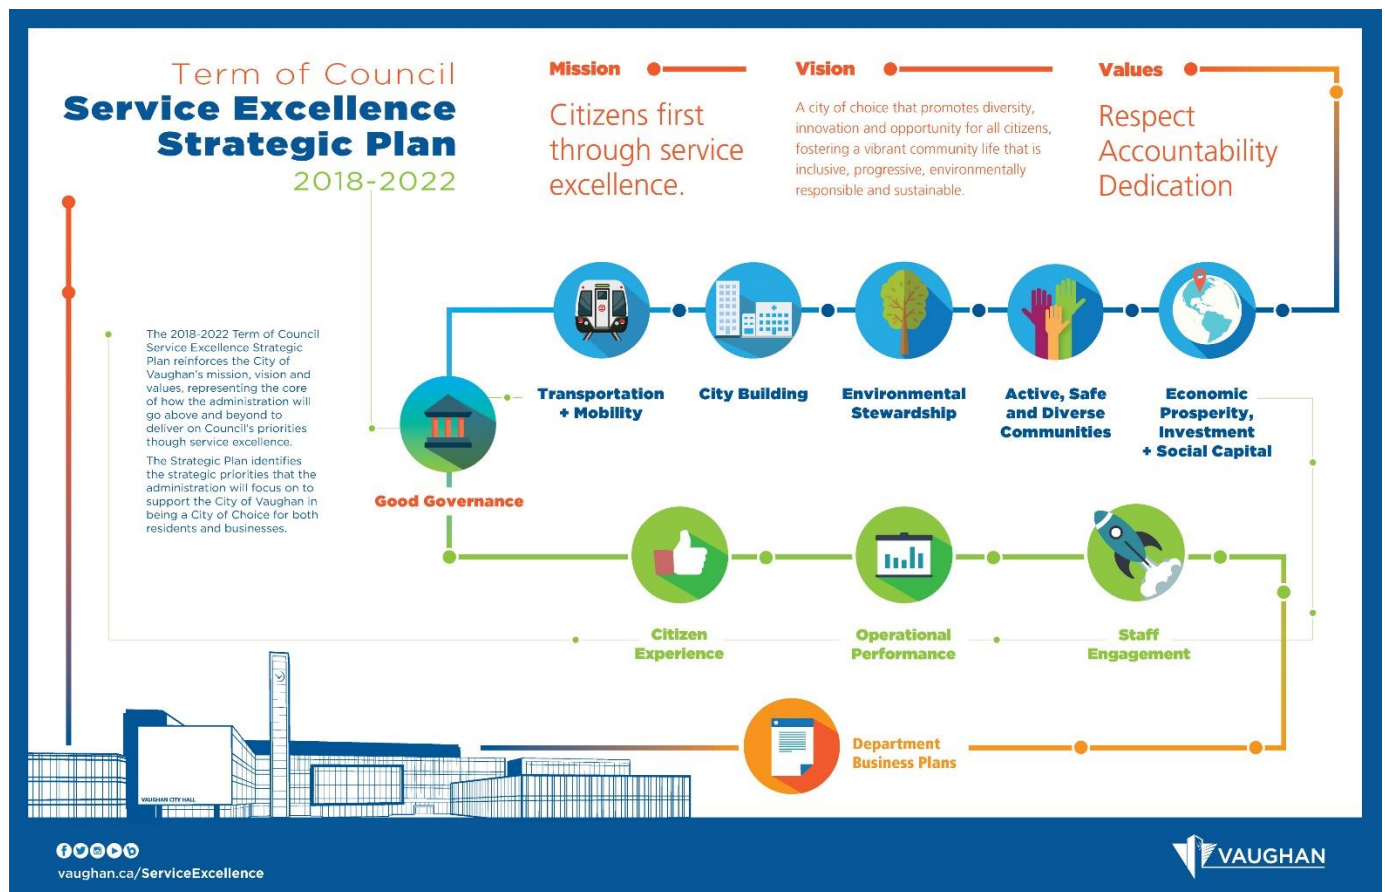 Term of Council
Service Excellence
Strategic Plan
2018-2022
Mission
Citizens first
through service
excellence.
Vision
A city of choice that promotes diversity,
innovation and opportunity for all citizens,
fostering a vibrant community life that is
inclusive, progressive, environmentally
responsible and sustainable.
Values
Respect
Accountability
Dedication
The 2018-2022 Term of Council
Service Excellence Strategic
Plan reinforces the City of
Vaughan's mission, vision and
values, representing the core
of how the administration will
go above and beyond to
deliver on Council's priorities
though service excellence.
The Strategic Plan identifies
the strategic priorities that the
administration will focus on to
support the City of Vaughan in
being a City of Choice for both
residents and businesses.
Good Governance
Transportation
+ Mobility
City Building
Environmental
Stewardship
Active, Safe
and Diverse
Communities
Economic
Prosperity,
Investment
+ Social Capital
Citizen
Experience
Operational
Performance
Staff
Engagement
Department
Business Plans
VAUGHAN CITY HALL
vaughan.ca/ServiceExcellence
VAUGHAN